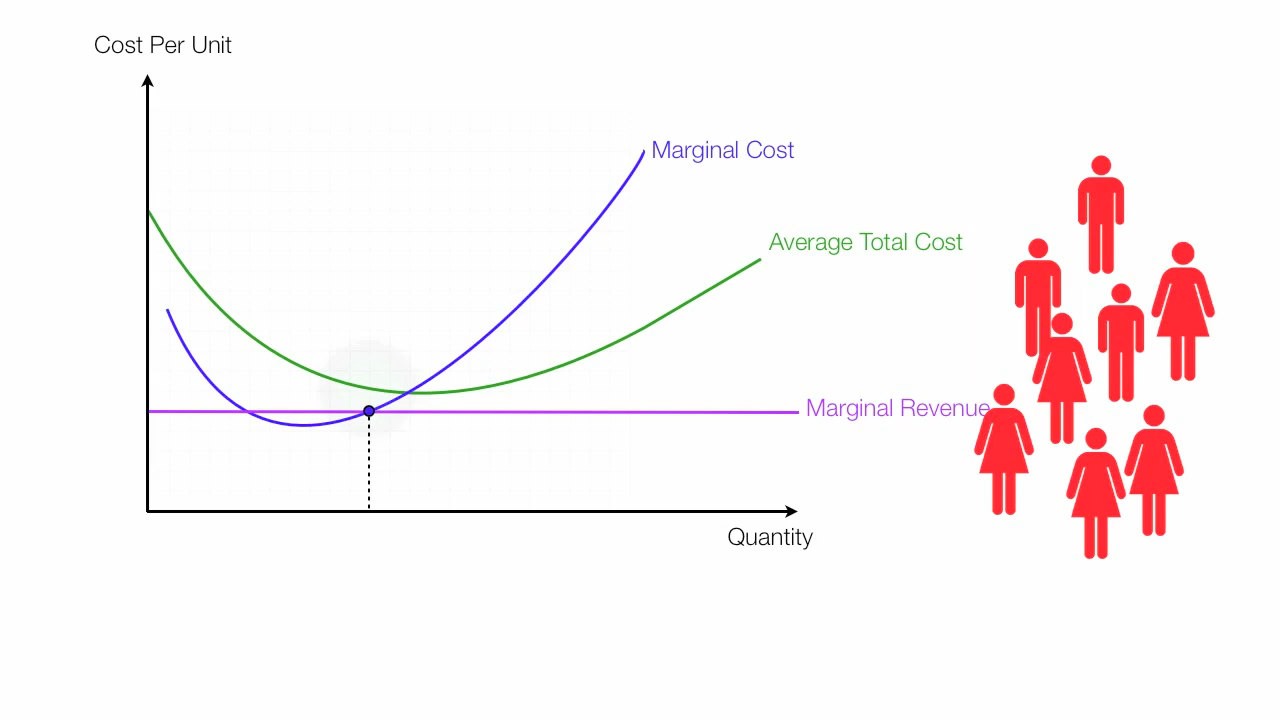 Cost Per Unit
Marginal Cost
Average Total Cost
Marginal Revenue
Quantity